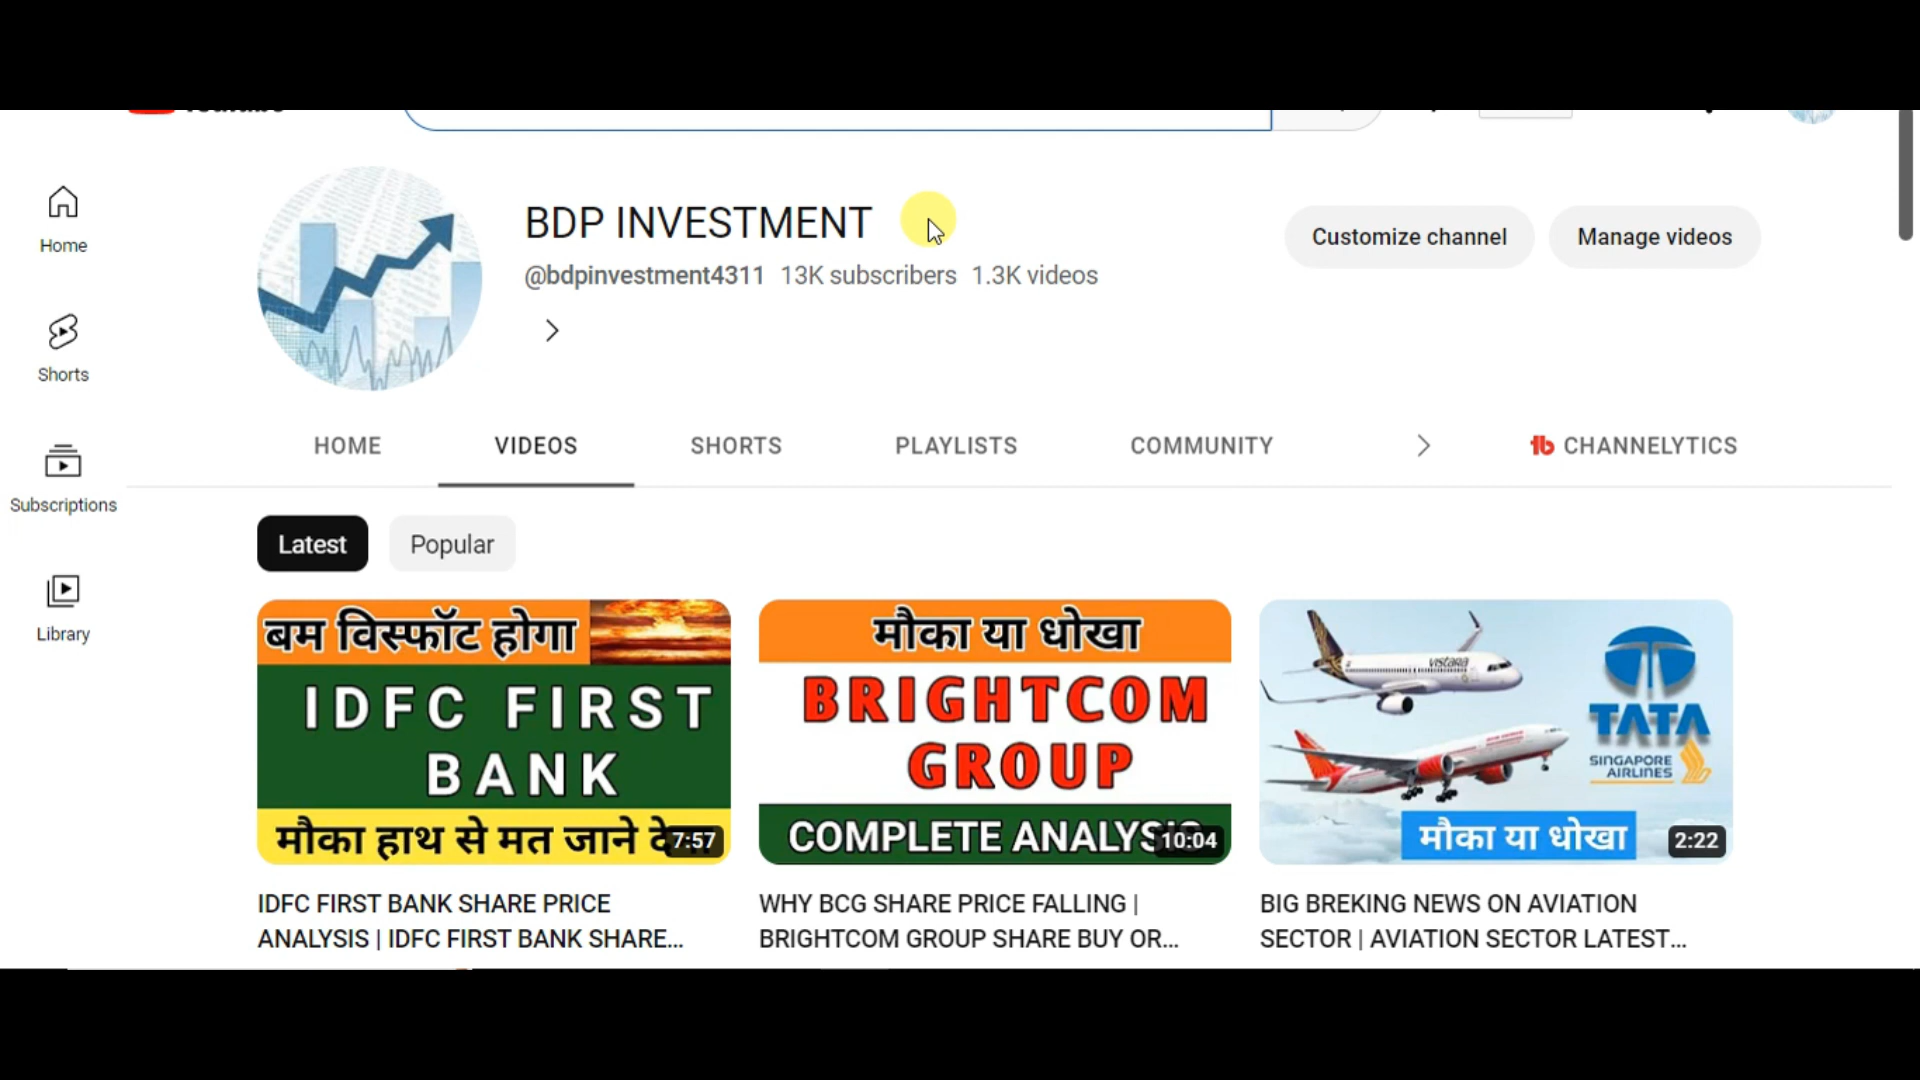 BDP INVESTMENT
@bdpinvestment4311 13K subscribers 1.3K videos
Customize channel
Manage videos
Home
Shorts
Subscriptions
Library
HOME
VIDEOS
SHORTS
PLAYLISTS
COMMUNITY
CHANNELYTICS
Latest
Popular
बम विस्फॉट होगा
IDFC FIRST
BANK
मौका हाथ से मत जाने
7:57
मौका या धोखा
BRIGHTCOM
GROUP
COMPLETE ANALYSIS
10:04
VISTARA
TATA
SINGAPORE
AIRLINES
मौका या धोखा
2:22
IDFC FIRST BANK SHARE PRICE
ANALYSIS | IDFC FIRST BANK SHARE...
WHY BCG SHARE PRICE FALLING |
BRIGHTCOM GROUP SHARE BUY OR...
BIG BREKING NEWS ON AVIATION
SECTOR | AVIATION SECTOR LATEST...